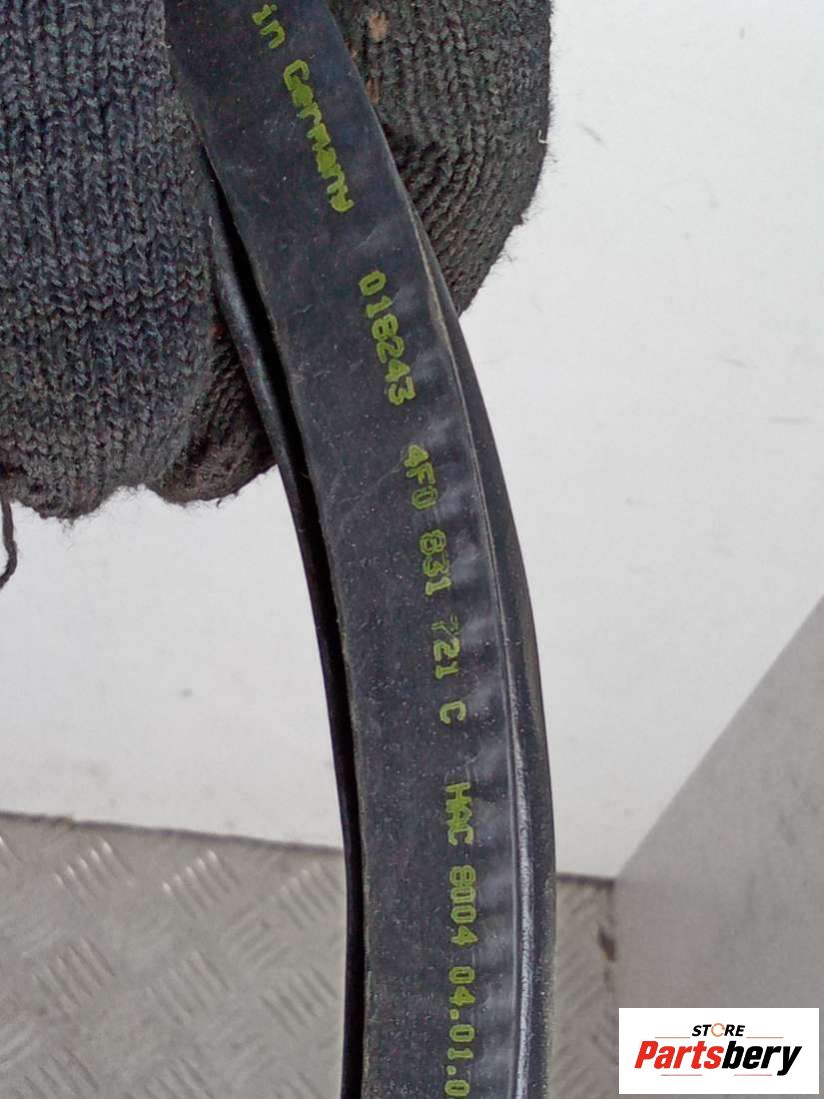 in Germany 018243 4F0 831 721 C HAC 8004 04.01.0
STORE
Partsbery